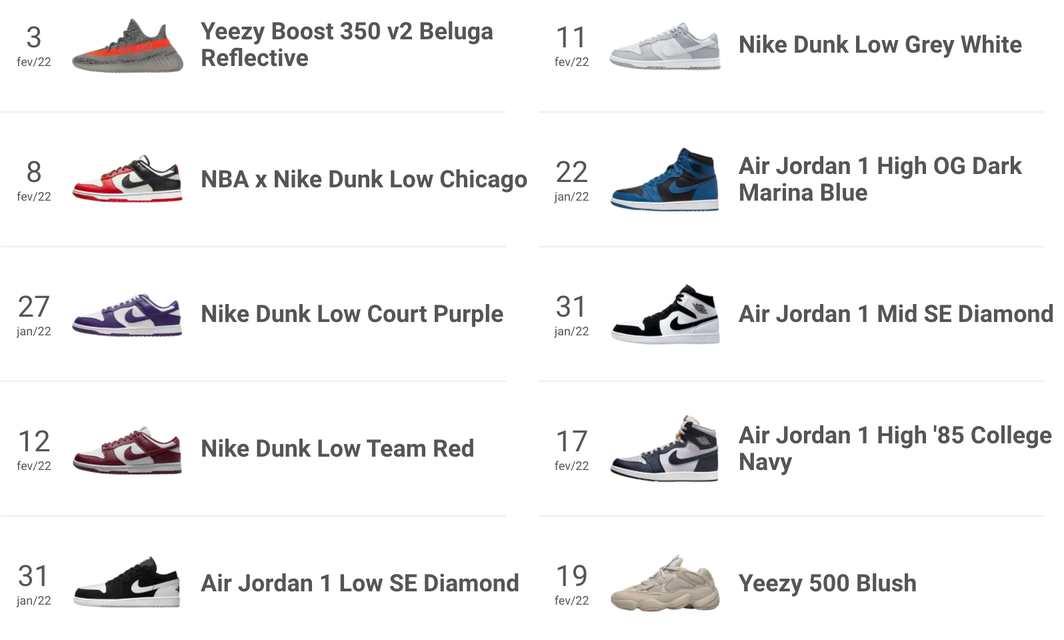 3
fev/22
Yeezy Boost 350 v2 Beluga
Reflective
11
fev/22
Nike Dunk Low Grey White
8
fev/22
NBA x Nike Dunk Low Chicago
22
jan/22
Air Jordan 1 High OG Dark
Marina Blue
27
jan/22
Nike Dunk Low Court Purple
31
jan/22
Air Jordan 1 Mid SE Diamond
12
fev/22
Nike Dunk Low Team Red
17
fev/22
Air Jordan 1 High '85 College
Navy
31
jan/22
Air Jordan 1 Low SE Diamond
19
fev/22
Yeezy 500 Blush